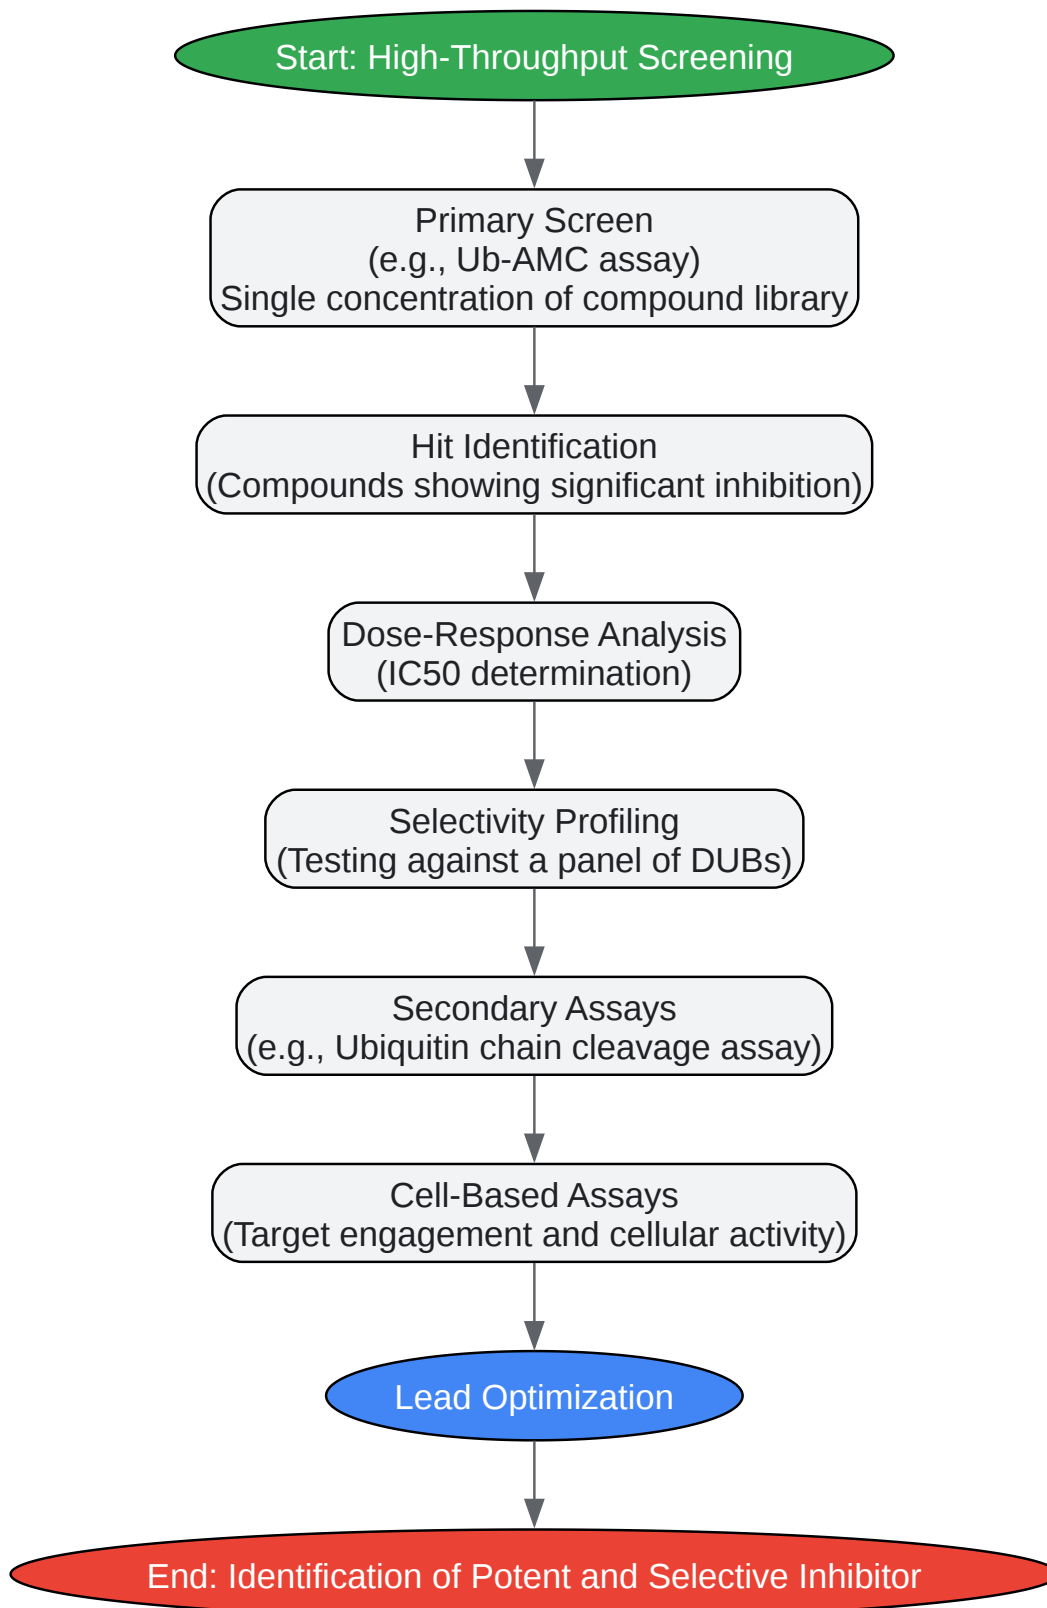 Start: High-Throughput Screening
Primary Screen
(e.g., Ub-AMC assay)
Single concentration of compound library
Hit Identification
(Compounds showing significant inhibition)
Dose-Response Analysis
(IC50 determination)
Selectivity Profiling
(Testing against a panel of DUBs)
Secondary Assays
(e.g., Ubiquitin chain cleavage assay)
Cell-Based Assays
(Target engagement and cellular activity)
Lead Optimization
End: Identification of Potent and Selective Inhibitor